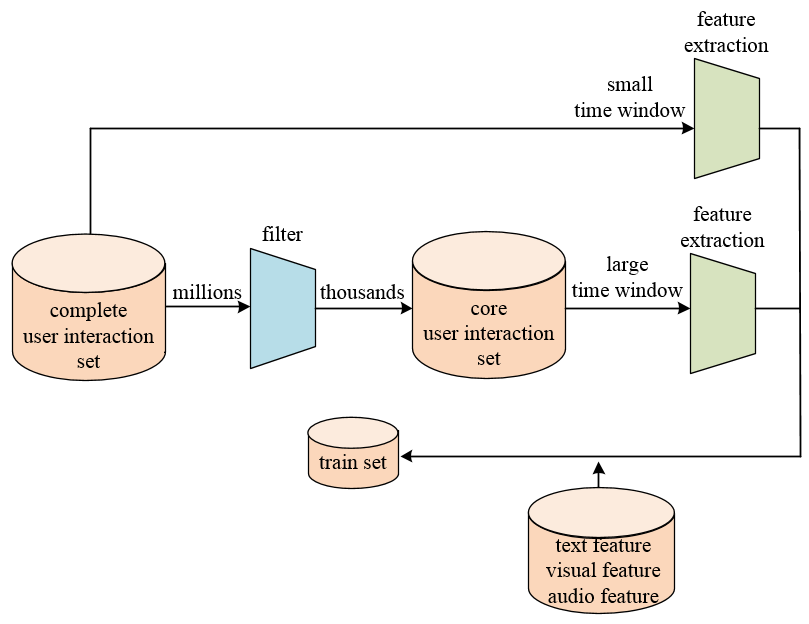 feature
extraction
small
time window
feature
extraction
filter
large
time window
millions
thousands
complete
user interaction
set
core
user interaction
set
train set
text feature
visual feature
audio feature